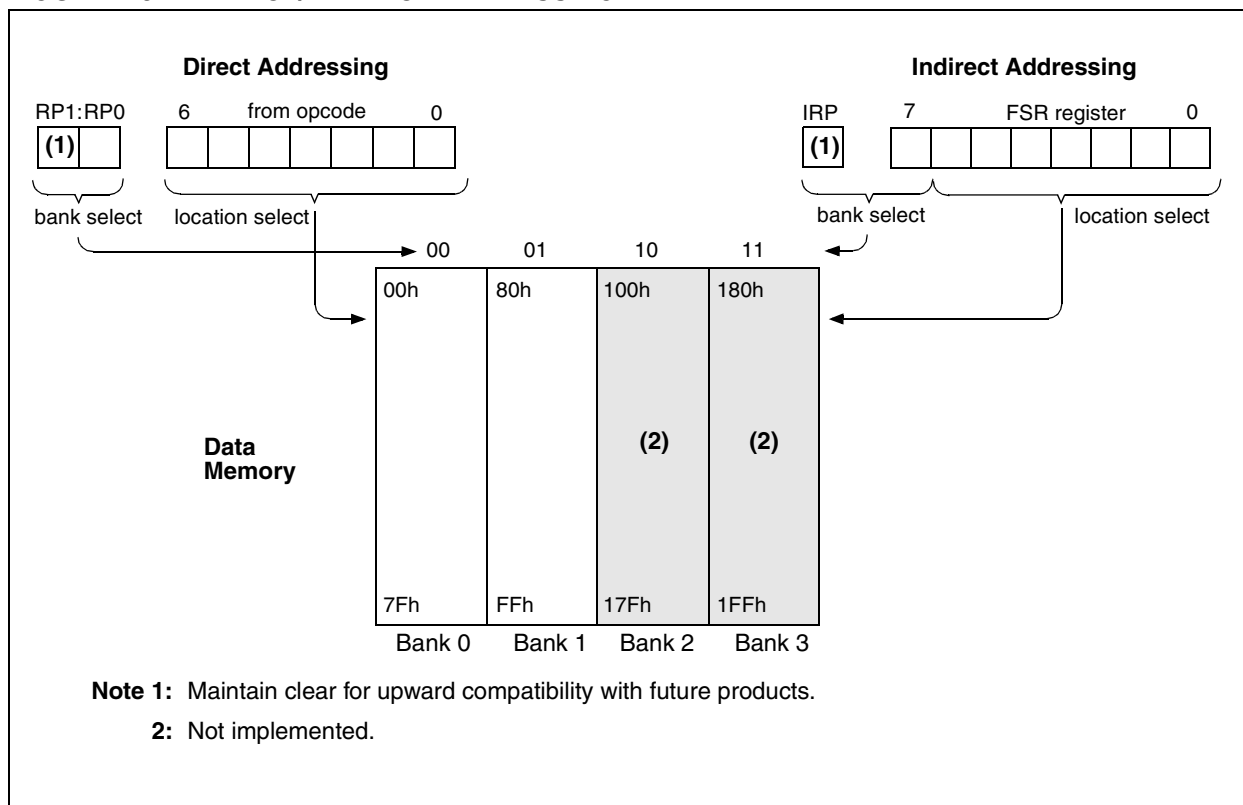 Direct Addressing
Indirect Addressing
RP1:RP0 6 from opcode 0
IRP 7 FSR register 0
(1)
(1)
bank select location select
bank select location select
00 01 10 11
00h 80h 100h 180h
Data
Memory
(2) (2)
7Fh FFh 17Fh 1FFh
Bank 0 Bank 1 Bank 2 Bank 3
Note 1: Maintain clear for upward compatibility with future products.
2: Not implemented.